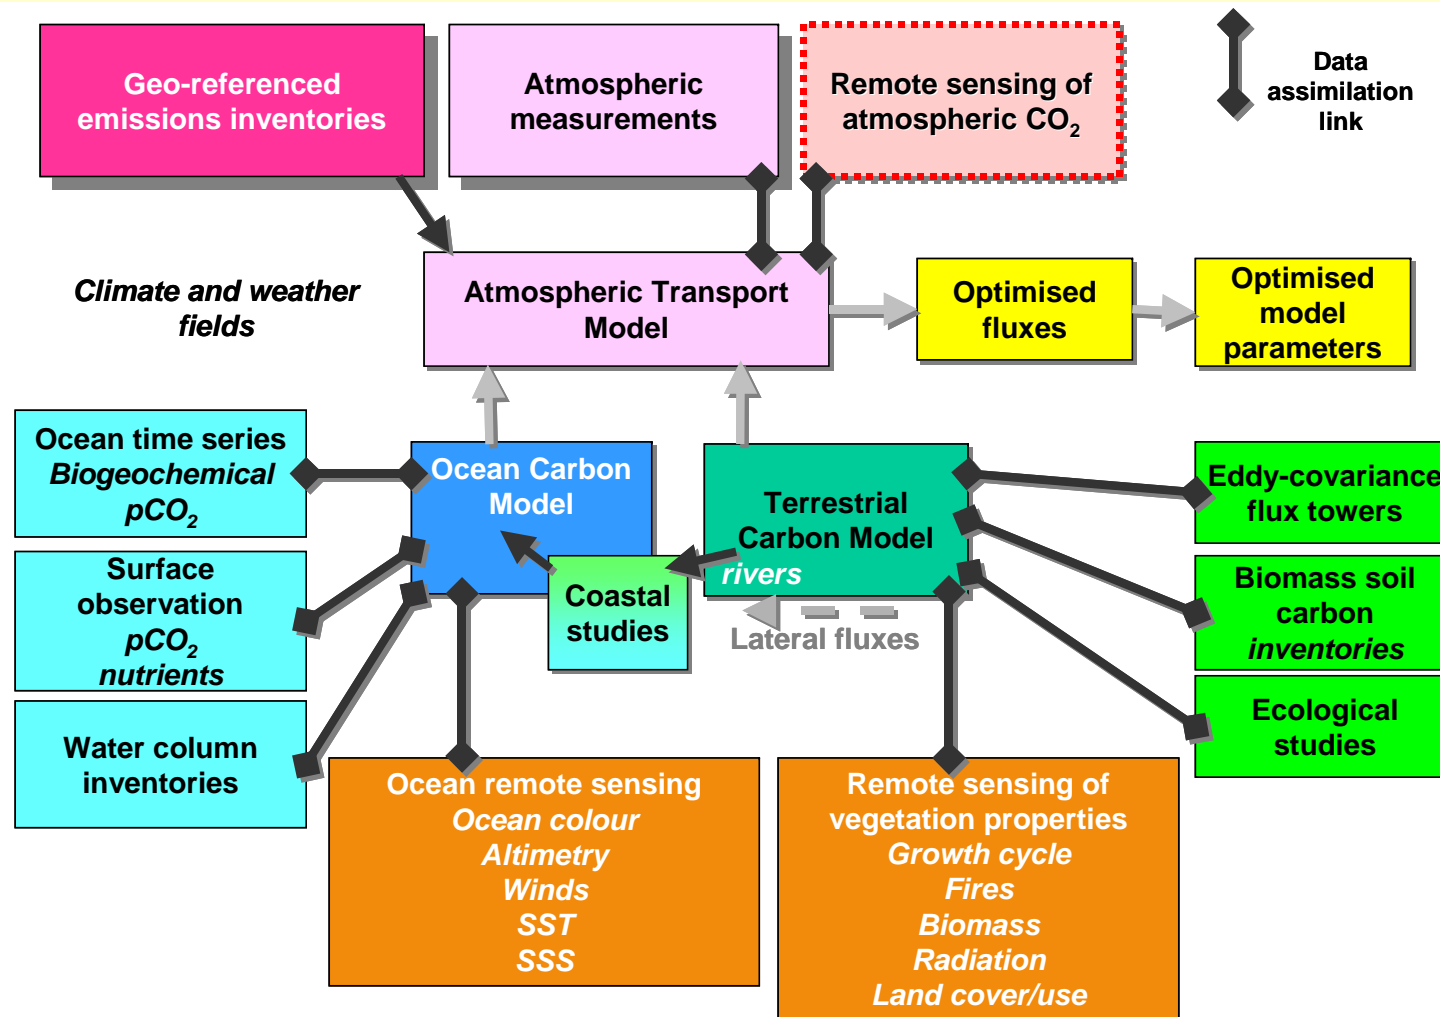 Geo-referenced
emissions inventories
Atmospheric
measurements
Remote sensing of
atmospheric CO₂
Data
assimilation
link
Climate and weather
fields
Atmospheric Transport
Model
Optimised
fluxes
Optimised
model
parameters
Ocean time series
Biogeochemical
pCO₂
Ocean Carbon
Model
Terrestrial
Carbon Model
rivers
Eddy-covariance
flux towers
Surface
observation
pCO₂
nutrients
Coastal
studies
Lateral fluxes
Biomass soil
carbon
inventories
Water column
inventories
Ecological
studies
Ocean remote sensing
Ocean colour
Altimetry
Winds
SST
SSS
Remote sensing of
vegetation properties
Growth cycle
Fires
Biomass
Radiation
Land cover/use